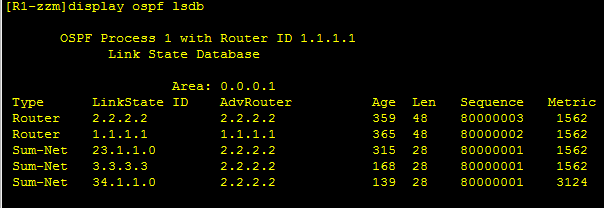 [R1-zzm]display ospf lsdb
OSPF Process 1 with Router ID 1.1.1.1
Link State Database
Area: 0.0.0.1
Type LinkState ID AdvRouter Age Len Sequence Metric
Router 2.2.2.2 2.2.2.2 359 48 80000003 1562
Router 1.1.1.1 1.1.1.1 365 48 80000002 1562
Sum-Net 23.1.1.0 2.2.2.2 315 28 80000001 1562
Sum-Net 3.3.3.3 2.2.2.2 168 28 80000001 1562
Sum-Net 34.1.1.0 2.2.2.2 139 28 80000001 3124